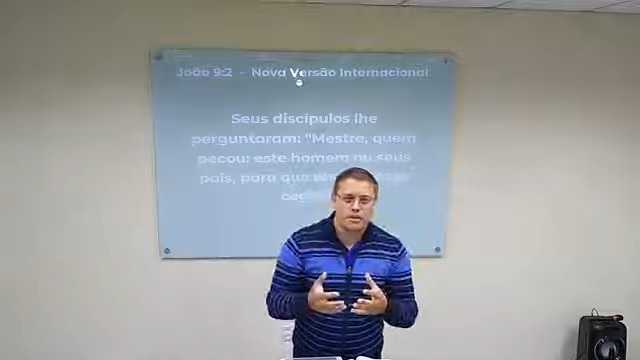 João 9:2 - Nova Versão Internacional
Seus discípulos lhe
perguntaram: "Mestre, quem
pecou: este homem ou seus
pais, para que